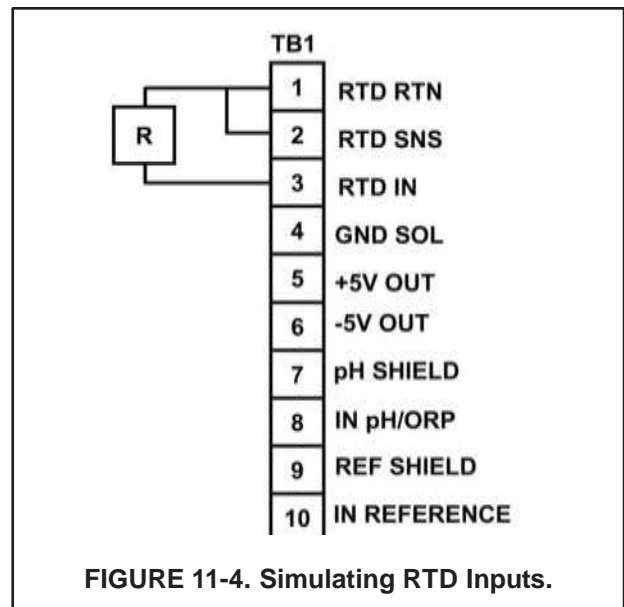 TB1
1 RTD RTN
R
2 RTD SNS
3 RTD IN
4 GND SOL
5 +5V OUT
6 -5V OUT
7 pH SHIELD
8 IN pH/ORP
9 REF SHIELD
10 IN REFERENCE
FIGURE 11-4. Simulating RTD Inputs.